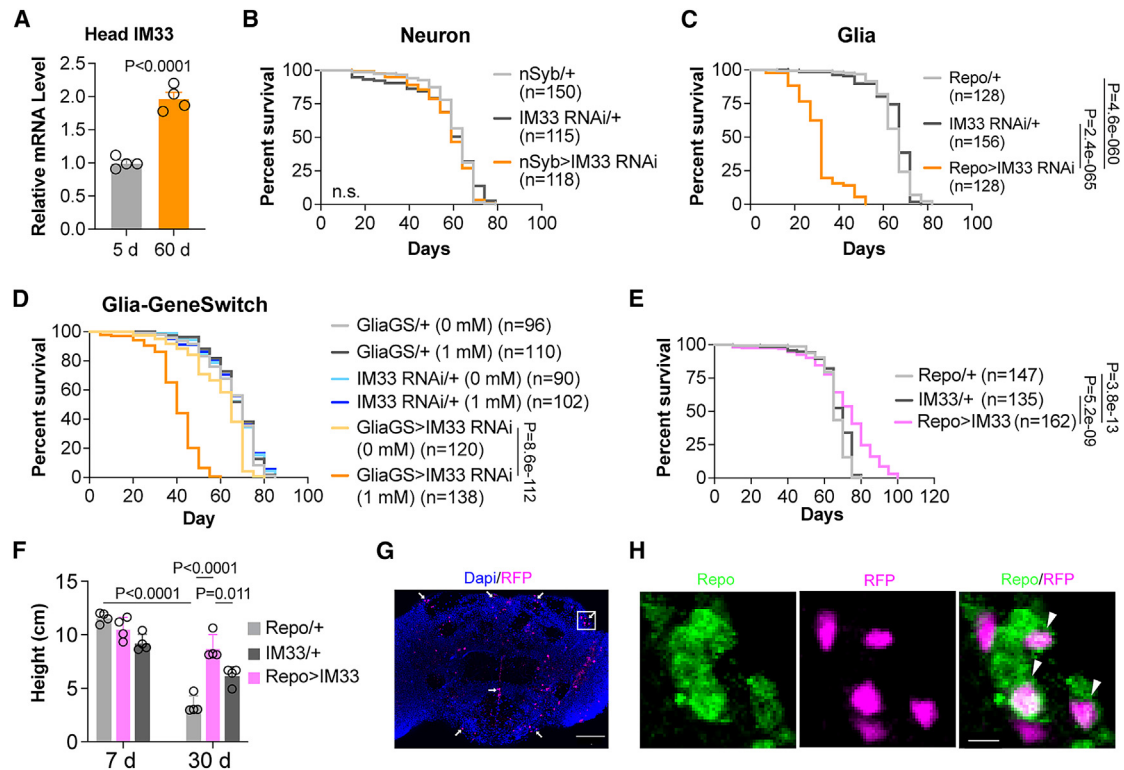 A
Head IM33
P<0.0001
Relative mRNA Level
2.5
2.0
1.5
1.0
0.5
0.0
5 d
60 d
B
Neuron
Percent survival
100
75
50
25
0
n.s.
0
20
40
60
80
100
Days
nSyb/+
(n=150)
IM33 RNAi/+
(n=115)
nSyb>IM33 RNAi
(n=118)
C
Glia
Percent survival
100
75
50
25
0
0
20
40
60
80
100
Days
Repo/+
(n=128)
IM33 RNAi/+
(n=156)
Repo>IM33 RNAi
(n=128)
P=4.6e-060
P=2.4e-065
D
Glia-GeneSwitch
Percent survival
100
80
60
40
20
0
0
20
40
60
80
100
Day
GliaGS/+ (0 mM) (n=96)
GliaGS/+ (1 mM) (n=110)
IM33 RNAi/+ (0 mM) (n=90)
IM33 RNAi/+ (1 mM) (n=102)
GliaGS>IM33 RNAi
(0 mM) (n=120)
GliaGS>IM33 RNAi
(1 mM) (n=138)
P=8.6e-112
E
Percent survival
100
75
50
25
0
0
20
40
60
80
100
120
Days
Repo/+ (n=147)
IM33/+ (n=135)
Repo>IM33 (n=162)
P=3.8e-13
P=5.2e-09
F
P<0.0001
P<0.0001
P=0.011
Height (cm)
15
10
5
0
7 d
30 d
Repo/+
IM33/+
Repo>IM33
G
Dapi/RFP
H
Repo
RFP
Repo/RFP